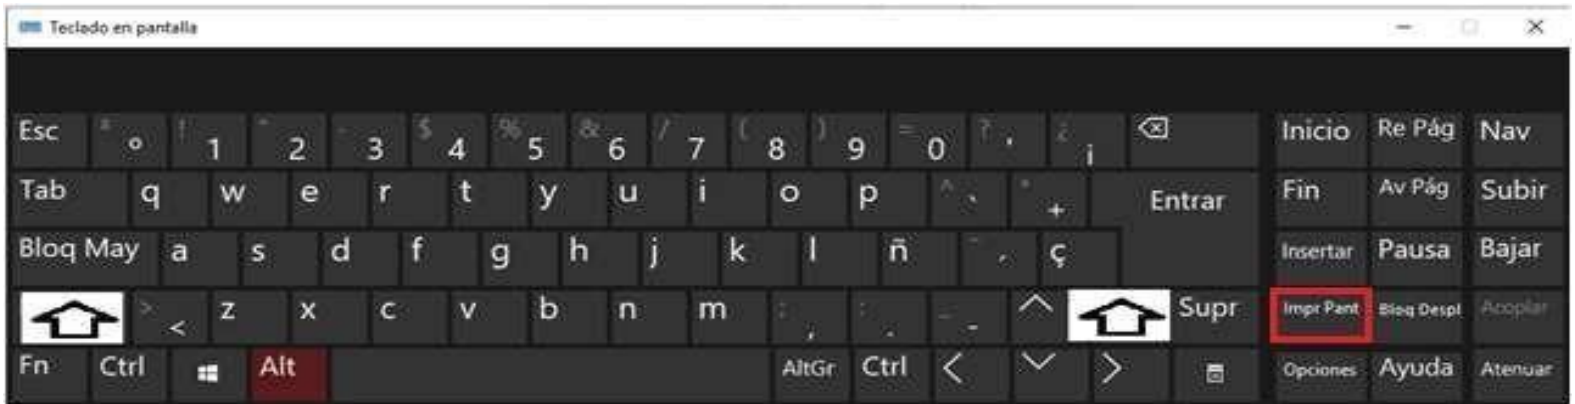 Teclado en pantalla
Esc ª º ! 1 " 2 · 3 $ 4 % 5 & 6 / 7 ( 8 ) 9 = 0 ? ' ¿ ¡ Inicio Re Pág Nav
Tab q w e r t y u i o p ^ ` * + Entrar Fin Av Pág Subir
Bloq May a s d f g h j k l ñ ¨ ´ ç Insertar Pausa Bajar
> < z x c v b n m ; , : . _ - Supr Impr Pant Bloq Despl Acoplar
Fn Ctrl Alt AltGr Ctrl Opciones Ayuda Atenuar